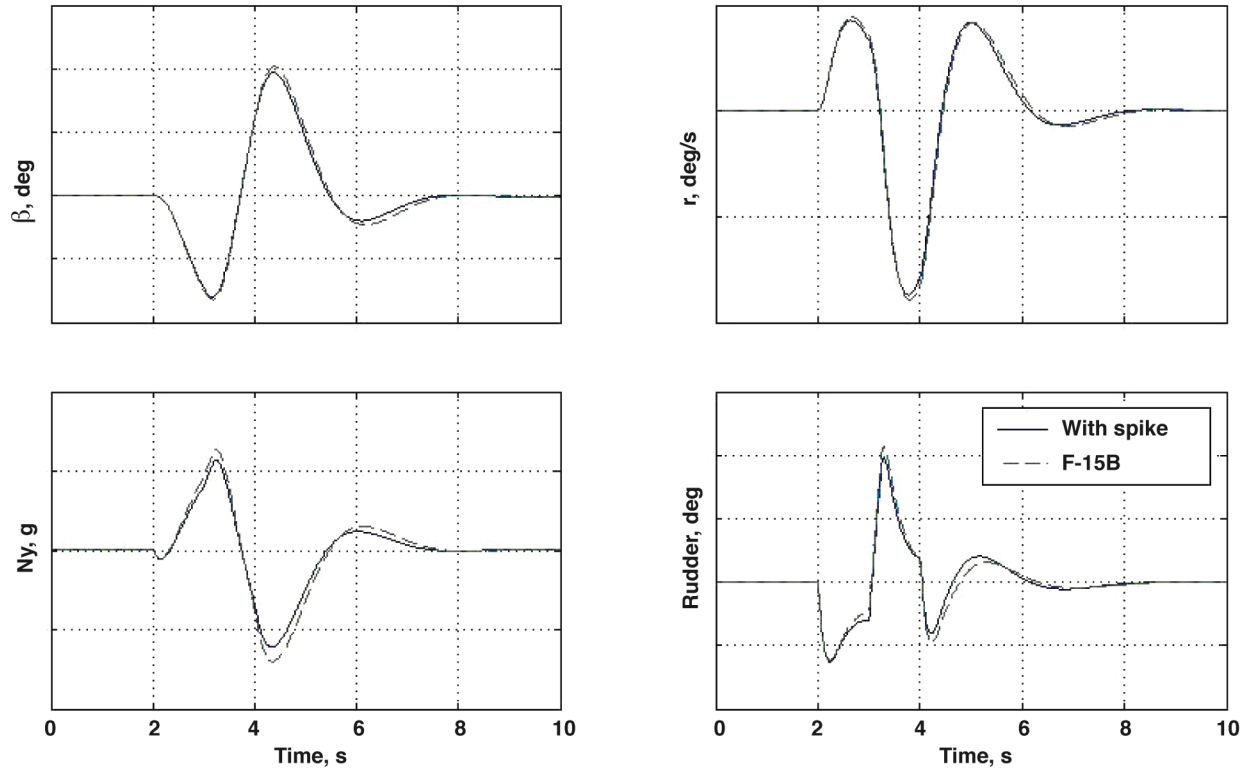 β, deg
r, deg/s
Ny, g
0 2 4 6 8 10
Time, s
Rudder, deg
With spike
F-15B
0 2 4 6 8 10
Time, s